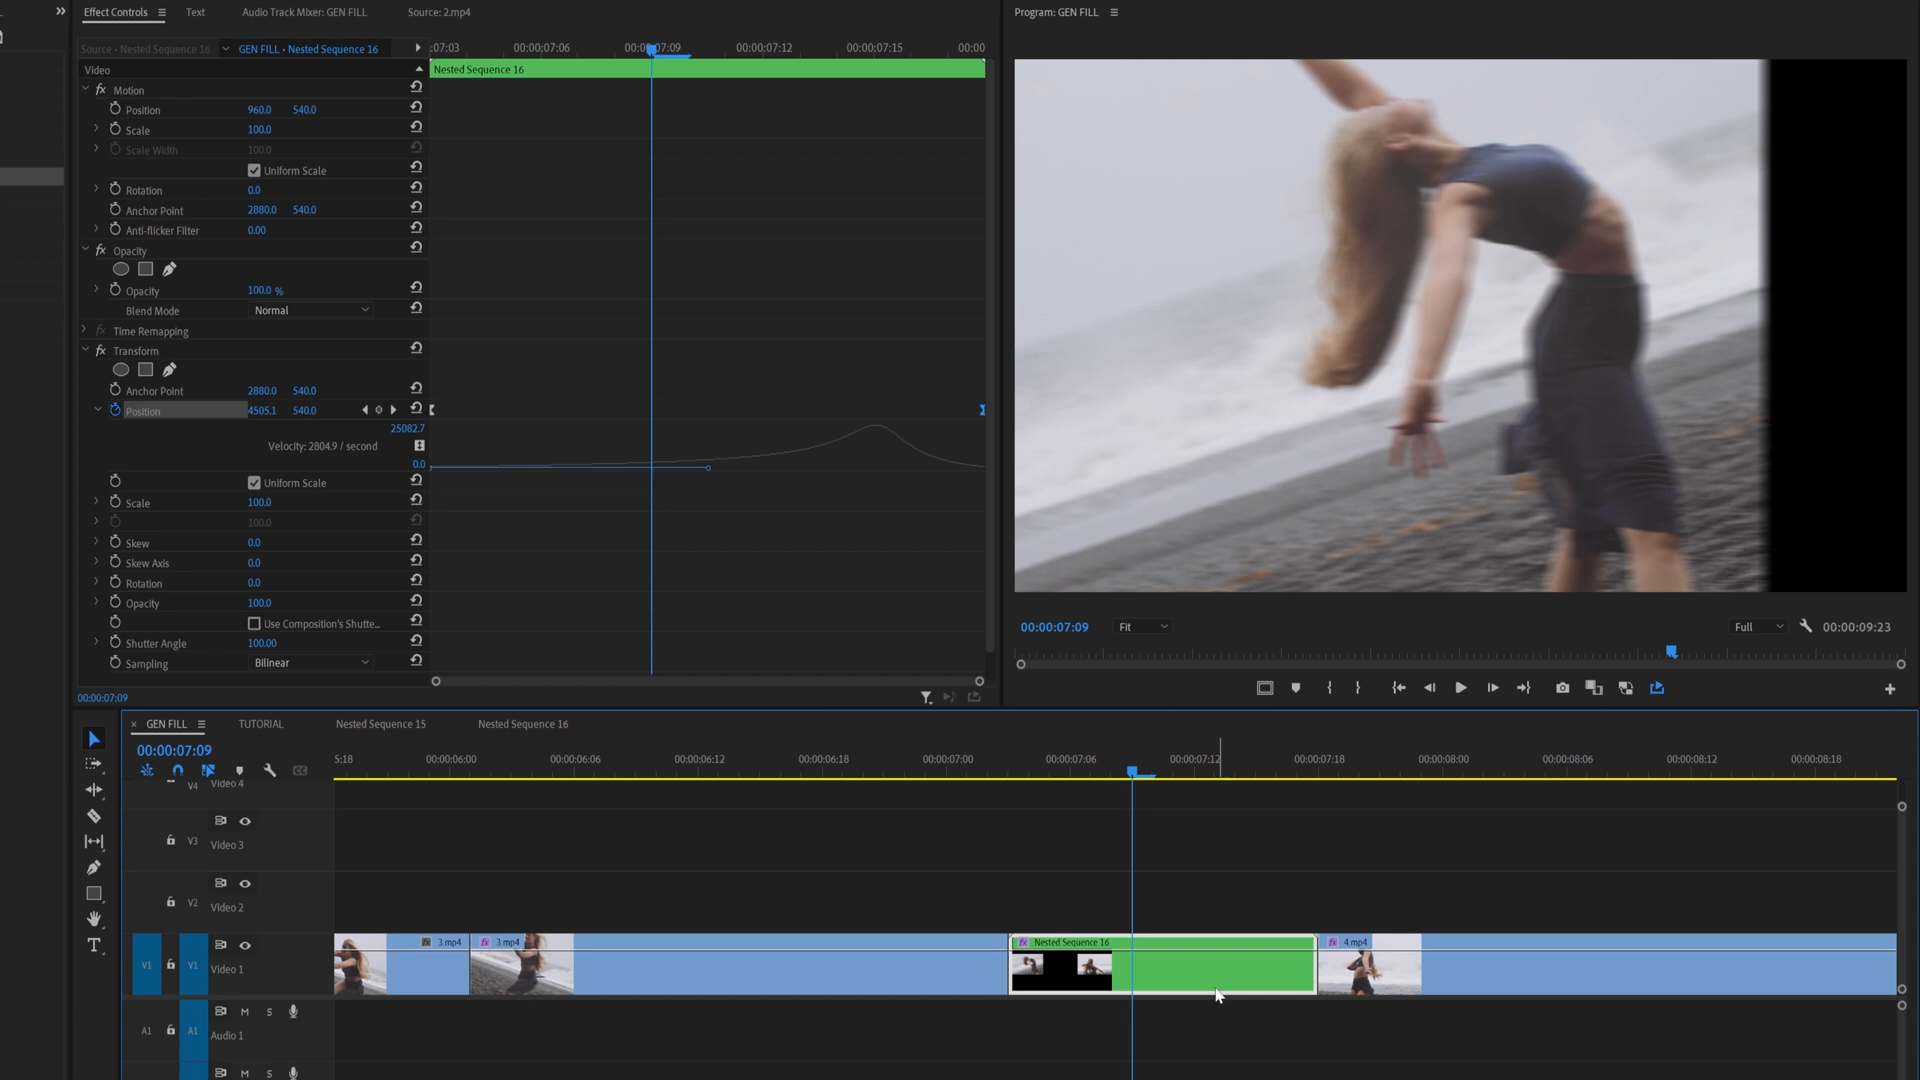 Effect Controls
Text
Audio Track Mixer: GEN FILL
Source: 2.mp4
Program: GEN FILL
Source • Nested Sequence 16
GEN FILL • Nested Sequence 16
:07:03
00:00:07:06
00:00:07:09
00:00:07:12
00:00:07:15
00:00
Video
Nested Sequence 16
fx Motion
Position 960.0 540.0
Scale 100.0
Scale Width 100.0
Uniform Scale
Rotation 0.0
Anchor Point 2880.0 540.0
Anti-flicker Filter 0.00
fx Opacity
Opacity 100.0 %
Blend Mode Normal
fx Time Remapping
fx Transform
Anchor Point 2880.0 540.0
Position 4505.1 540.0
25082.7
Velocity: 2804.9 / second
0.0
Uniform Scale
Scale 100.0
100.0
Skew 0.0
Skew Axis 0.0
Rotation 0.0
Opacity 100.0
Use Composition's Shutte...
Shutter Angle 100.00
Sampling Bilinear
00:00:07:09
00:00:07:09
Fit
Full
00:00:09:23
× GEN FILL
TUTORIAL
Nested Sequence 15
Nested Sequence 16
00:00:07:09
5:18
00:00:06:00
00:00:06:06
00:00:06:12
00:00:06:18
00:00:07:00
00:00:07:06
00:00:07:12
00:00:07:18
00:00:08:00
00:00:08:06
00:00:08:12
00:00:08:18
V4 Video 4
V3 Video 3
V2 Video 2
V1 V1 Video 1
fx 3.mp4
fx 3.mp4
fx Nested Sequence 16
fx 4.mp4
M S
A1 A1 Audio 1
M S